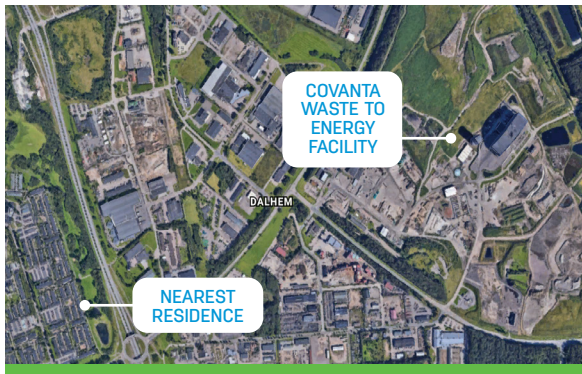 COVANTA
WASTE TO
ENERGY
FACILITY
DALHEM
NEAREST
RESIDENCE